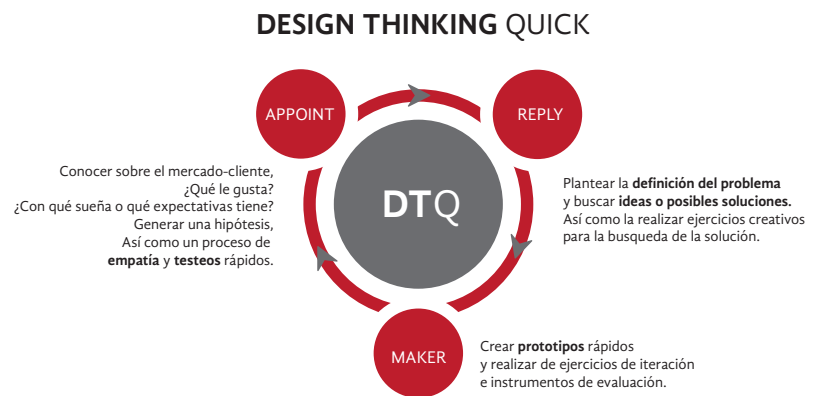 DESIGN THINKING QUICK
APPOINT
REPLY
DTQ
Conocer sobre el mercado-cliente,
¿Qué le gusta?
¿Con qué sueña o qué expectativas tiene?
Generar una hipótesis,
Así como un proceso de
empatía y testeos rápidos.
Plantear la definición del problema
y buscar ideas o posibles soluciones.
Así como la realizar ejercicios creativos
para la busqueda de la solución.
MAKER
Crear prototipos rápidos
y realizar de ejercicios de iteración
e instrumentos de evaluación.